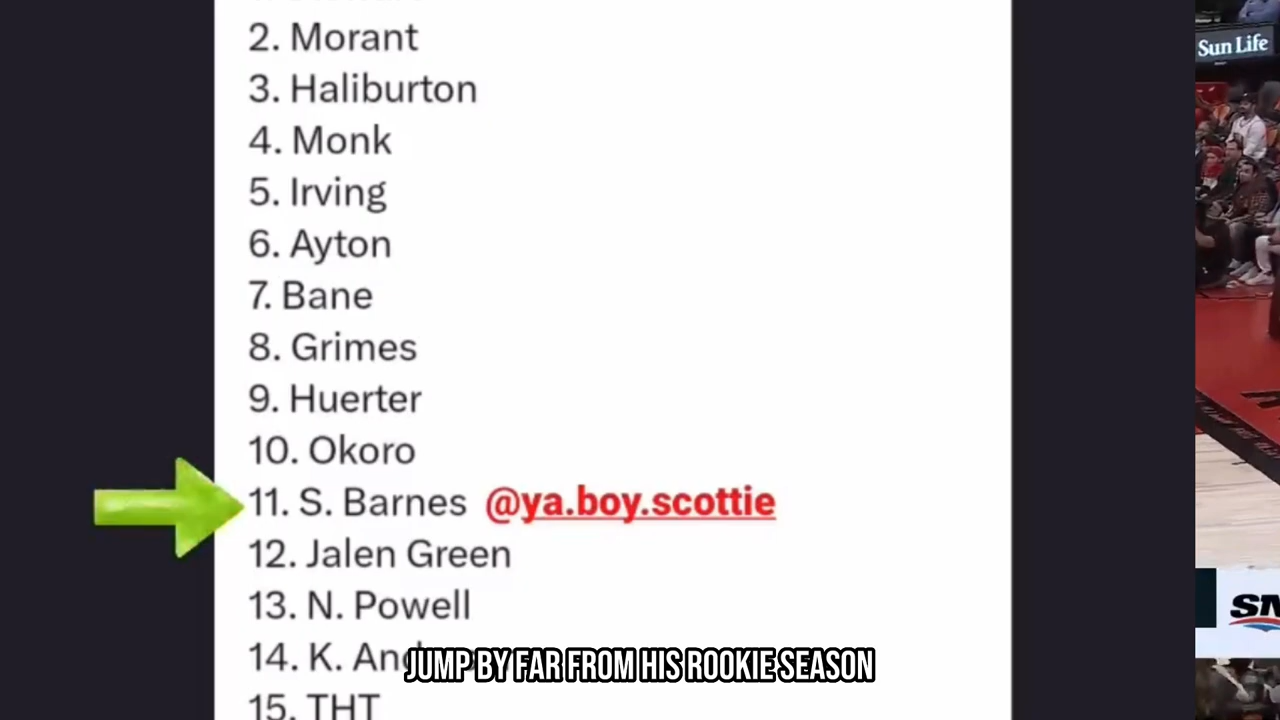 2. Morant
3. Haliburton
4. Monk
5. Irving
6. Ayton
7. Bane
8. Grimes
9. Huerter
10. Okoro
11. S. Barnes @ya.boy.scottie
12. Jalen Green
13. N. Powell
14. K.
15. THT
JUMP BY FAR FROM HIS ROOKIE SEASON
Sun Life